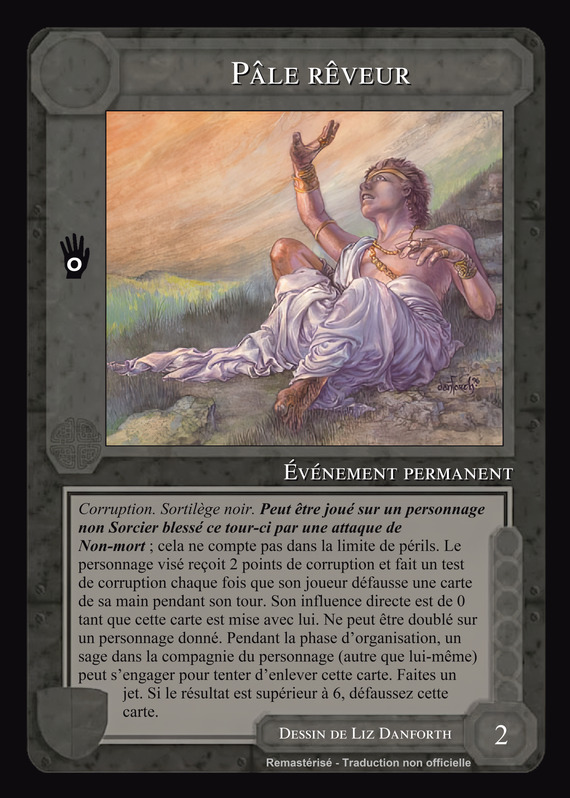 Pâle rêveur
O
danforth 96
Événement permanent
Corruption. Sortilège noir. Peut être joué sur un personnage
non Sorcier blessé ce tour-ci par une attaque de
Non-mort ; cela ne compte pas dans la limite de périls. Le
personnage visé reçoit 2 points de corruption et fait un test
de corruption chaque fois que son joueur défausse une carte
de sa main pendant son tour. Son influence directe est de 0
tant que cette carte est mise avec lui. Ne peut être doublé sur
un personnage donné. Pendant la phase d'organisation, un
sage dans la compagnie du personnage (autre que lui-même)
peut s'engager pour tenter d'enlever cette carte. Faites un
jet. Si le résultat est supérieur à 6, défaussez cette
carte.
Dessin de Liz Danforth
2
Remastérisé - Traduction non officielle